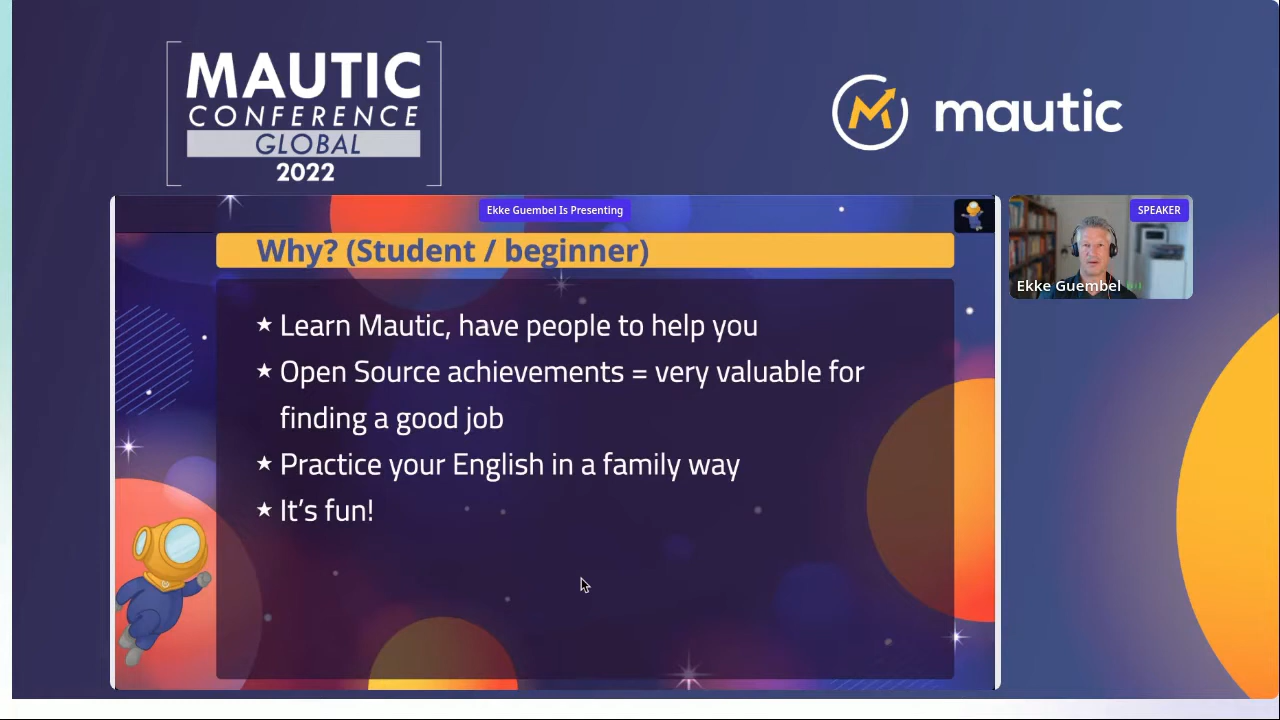 MAUTIC
CONFERENCE
GLOBAL
2022
mautic
Ekke Guembel Is Presenting
SPEAKER
Ekke Guembel
Why? (Student / beginner)
Learn Mautic, have people to help you
Open Source achievements = very valuable for
finding a good job
Practice your English in a family way
It's fun!